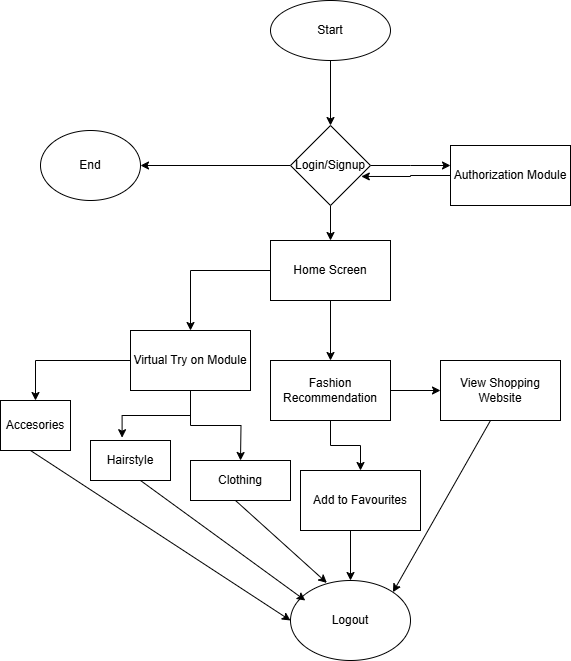 Start
End
Login/Signup
Authorization Module
Home Screen
Virtual Try on Module
Fashion
Recommendation
View Shopping
Website
Accesories
Hairstyle
Clothing
Add to Favourites
Logout